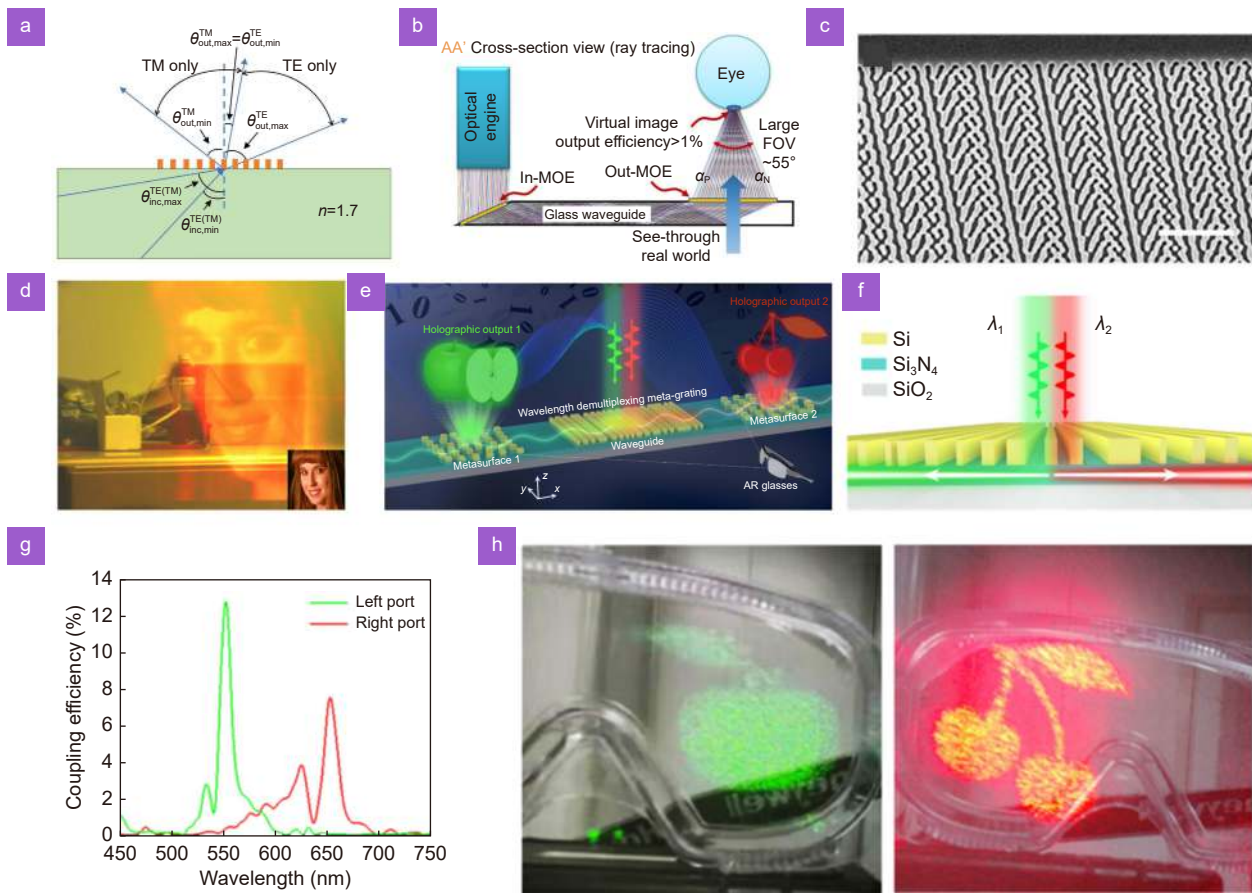 a
θ^TM_out,max=θ^TE_out,min
TM only
TE only
θ^TM_out,min
θ^TE_out,max
θ^TE(TM)_inc,max
θ^TE(TM)_inc,min
n=1.7
b
AA' Cross-section view (ray tracing)
Optical
engine
Eye
Virtual image
output efficiency>1%
Large
FOV
~55°
In-MOE
Out-MOE
α_P
α_N
Glass waveguide
See-through
real world
c
d
e
Holographic output 1
Holographic output 2
Wavelength demultiplexing meta-grating
Metasurface 1
Waveguide
Metasurface 2
AR glasses
z
y
x
f
λ_1
λ_2
Si
Si_3N_4
SiO_2
g
Coupling efficiency (%)
14
12
10
8
6
4
2
0
Left port
Right port
450 500 550 600 650 700 750
Wavelength (nm)
h